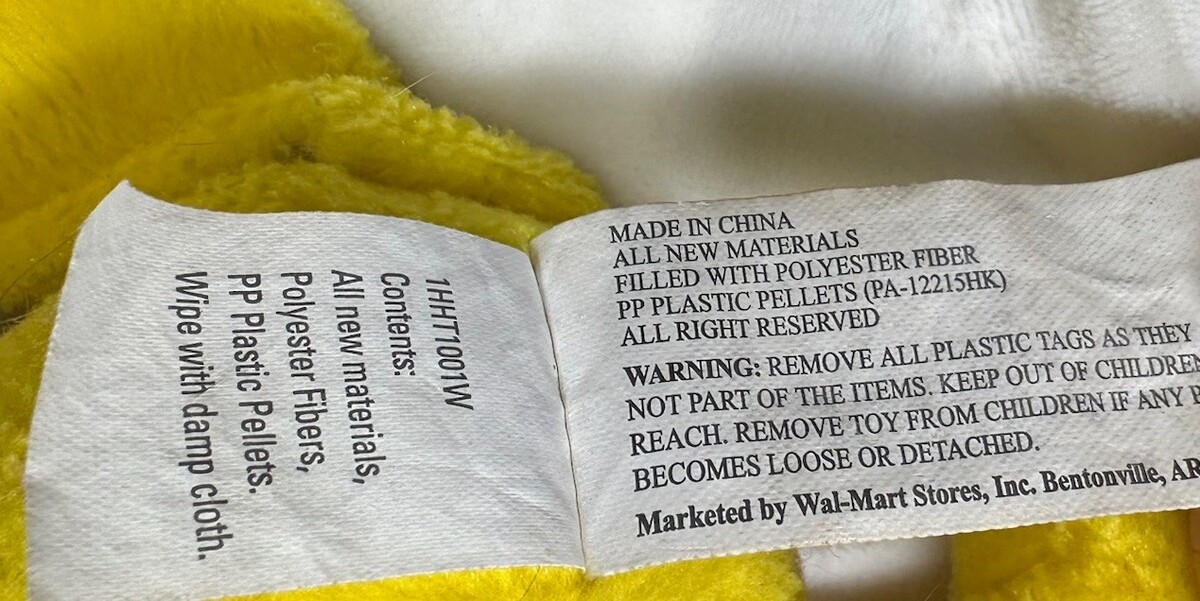 1HHT1001W
Contents:
All new materials,
Polyester Fibers,
PP Plastic Pellets.
Wipe with damp cloth.
MADE IN CHINA
ALL NEW MATERIALS
FILLED WITH POLYESTER FIBER
PP PLASTIC PELLETS (PA-12215HK)
ALL RIGHT RESERVED
WARNING: REMOVE ALL PLASTIC TAGS AS THEY
NOT PART OF THE ITEMS. KEEP OUT OF CHILDREN
REACH. REMOVE TOY FROM CHILDREN IF ANY
BECOMES LOOSE OR DETACHED.
Marketed by Wal-Mart Stores, Inc. Bentonville, AR